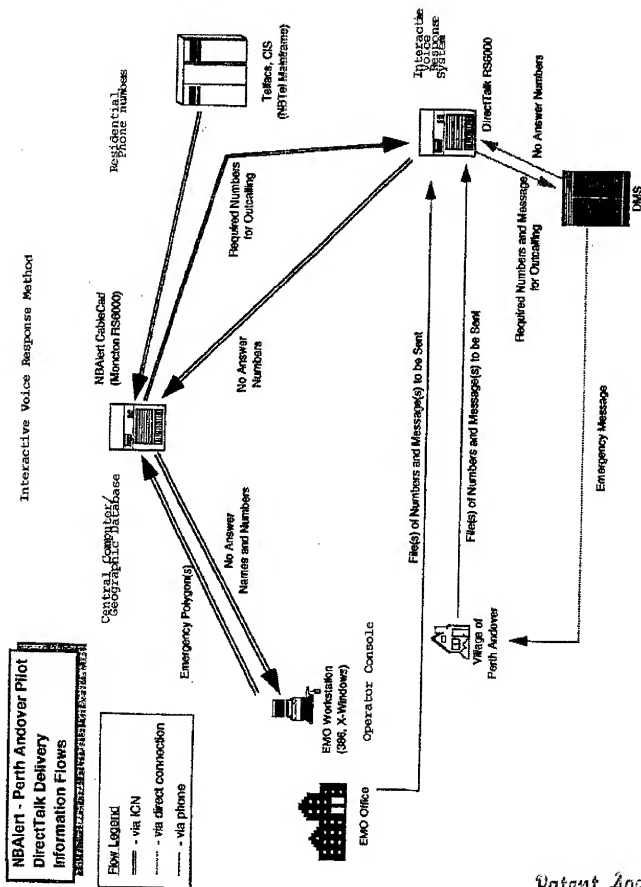 Interactive Voice Response Method
NBAlert - Perth Andover Pilot
DirectTalk Delivery
Information Flows
Flow Legend
- via ICN
- via direct connection
- via phone
Central Computer/
Geographic Database
NBAlert CableCad
(Moncton RS6000)
Residential
Phone numbers
Telfacs, CIS
(NBTel Mainframe)
Emergency Polygon(s)
No Answer
Names and Numbers
Required Numbers
for Outcalling
No Answer
Numbers
Interactie
Voice
Response
System
DirectTalk RS6000
EMO Workstation
(386, X-Windows)
Operator Console
EMO Office
File(s) of Numbers and Message(s) to be Sent
File(s) of Numbers and Message(s) to be Sent
Village of
Perth Andover
No Answer Numbers
Required Numbers and Message
for Outcalling
DMS
Emergency Message
Patent